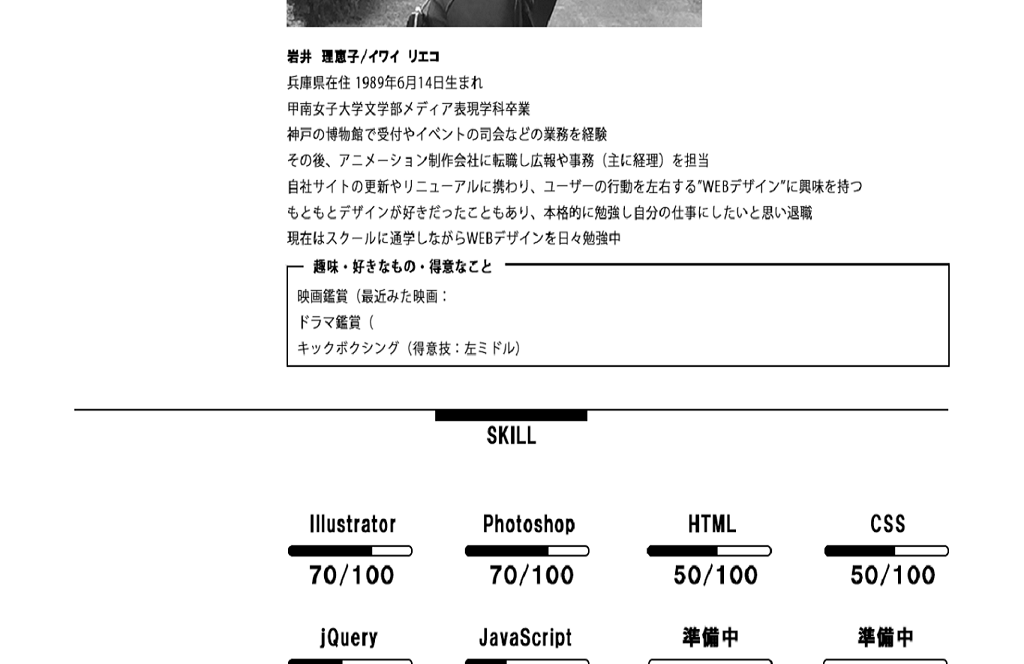 岩井 理恵子/イワイ リエコ
兵庫県在住 1989年6月14日生まれ
甲南女子大学文学部メディア表現学科卒業
神戸の博物館で受付やイベントの司会などの業務を経験
その後、アニメーション制作会社に転職し広報や事務（主に経理）を担当
自社サイトの更新やリニューアルに携わり、ユーザーの行動を左右する”WEBデザイン”に興味を持つ
もともとデザインが好きだったこともあり、本格的に勉強し自分の仕事にしたいと思い退職
現在はスクールに通学しながらWEBデザインを日々勉強中
趣味・好きなもの・得意なこと
映画鑑賞（最近みた映画：
ドラマ鑑賞（
キックボクシング（得意技：左ミドル）
SKILL
Illustrator Photoshop HTML CSS
70/100 70/100 50/100 50/100
jQuery JavaScript 準備中 準備中